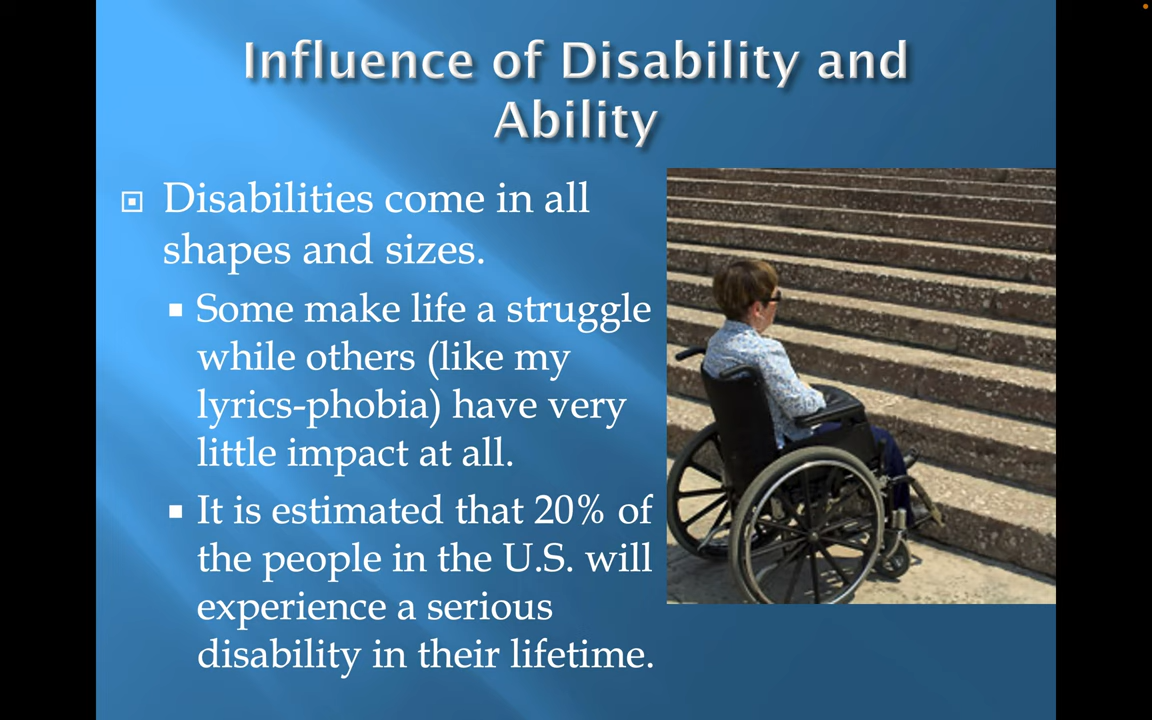 Influence of Disability and
Ability
Disabilities come in all
shapes and sizes.
Some make life a struggle
while others (like my
lyrics-phobia) have very
little impact at all.
It is estimated that 20% of
the people in the U.S. will
experience a serious
disability in their lifetime.